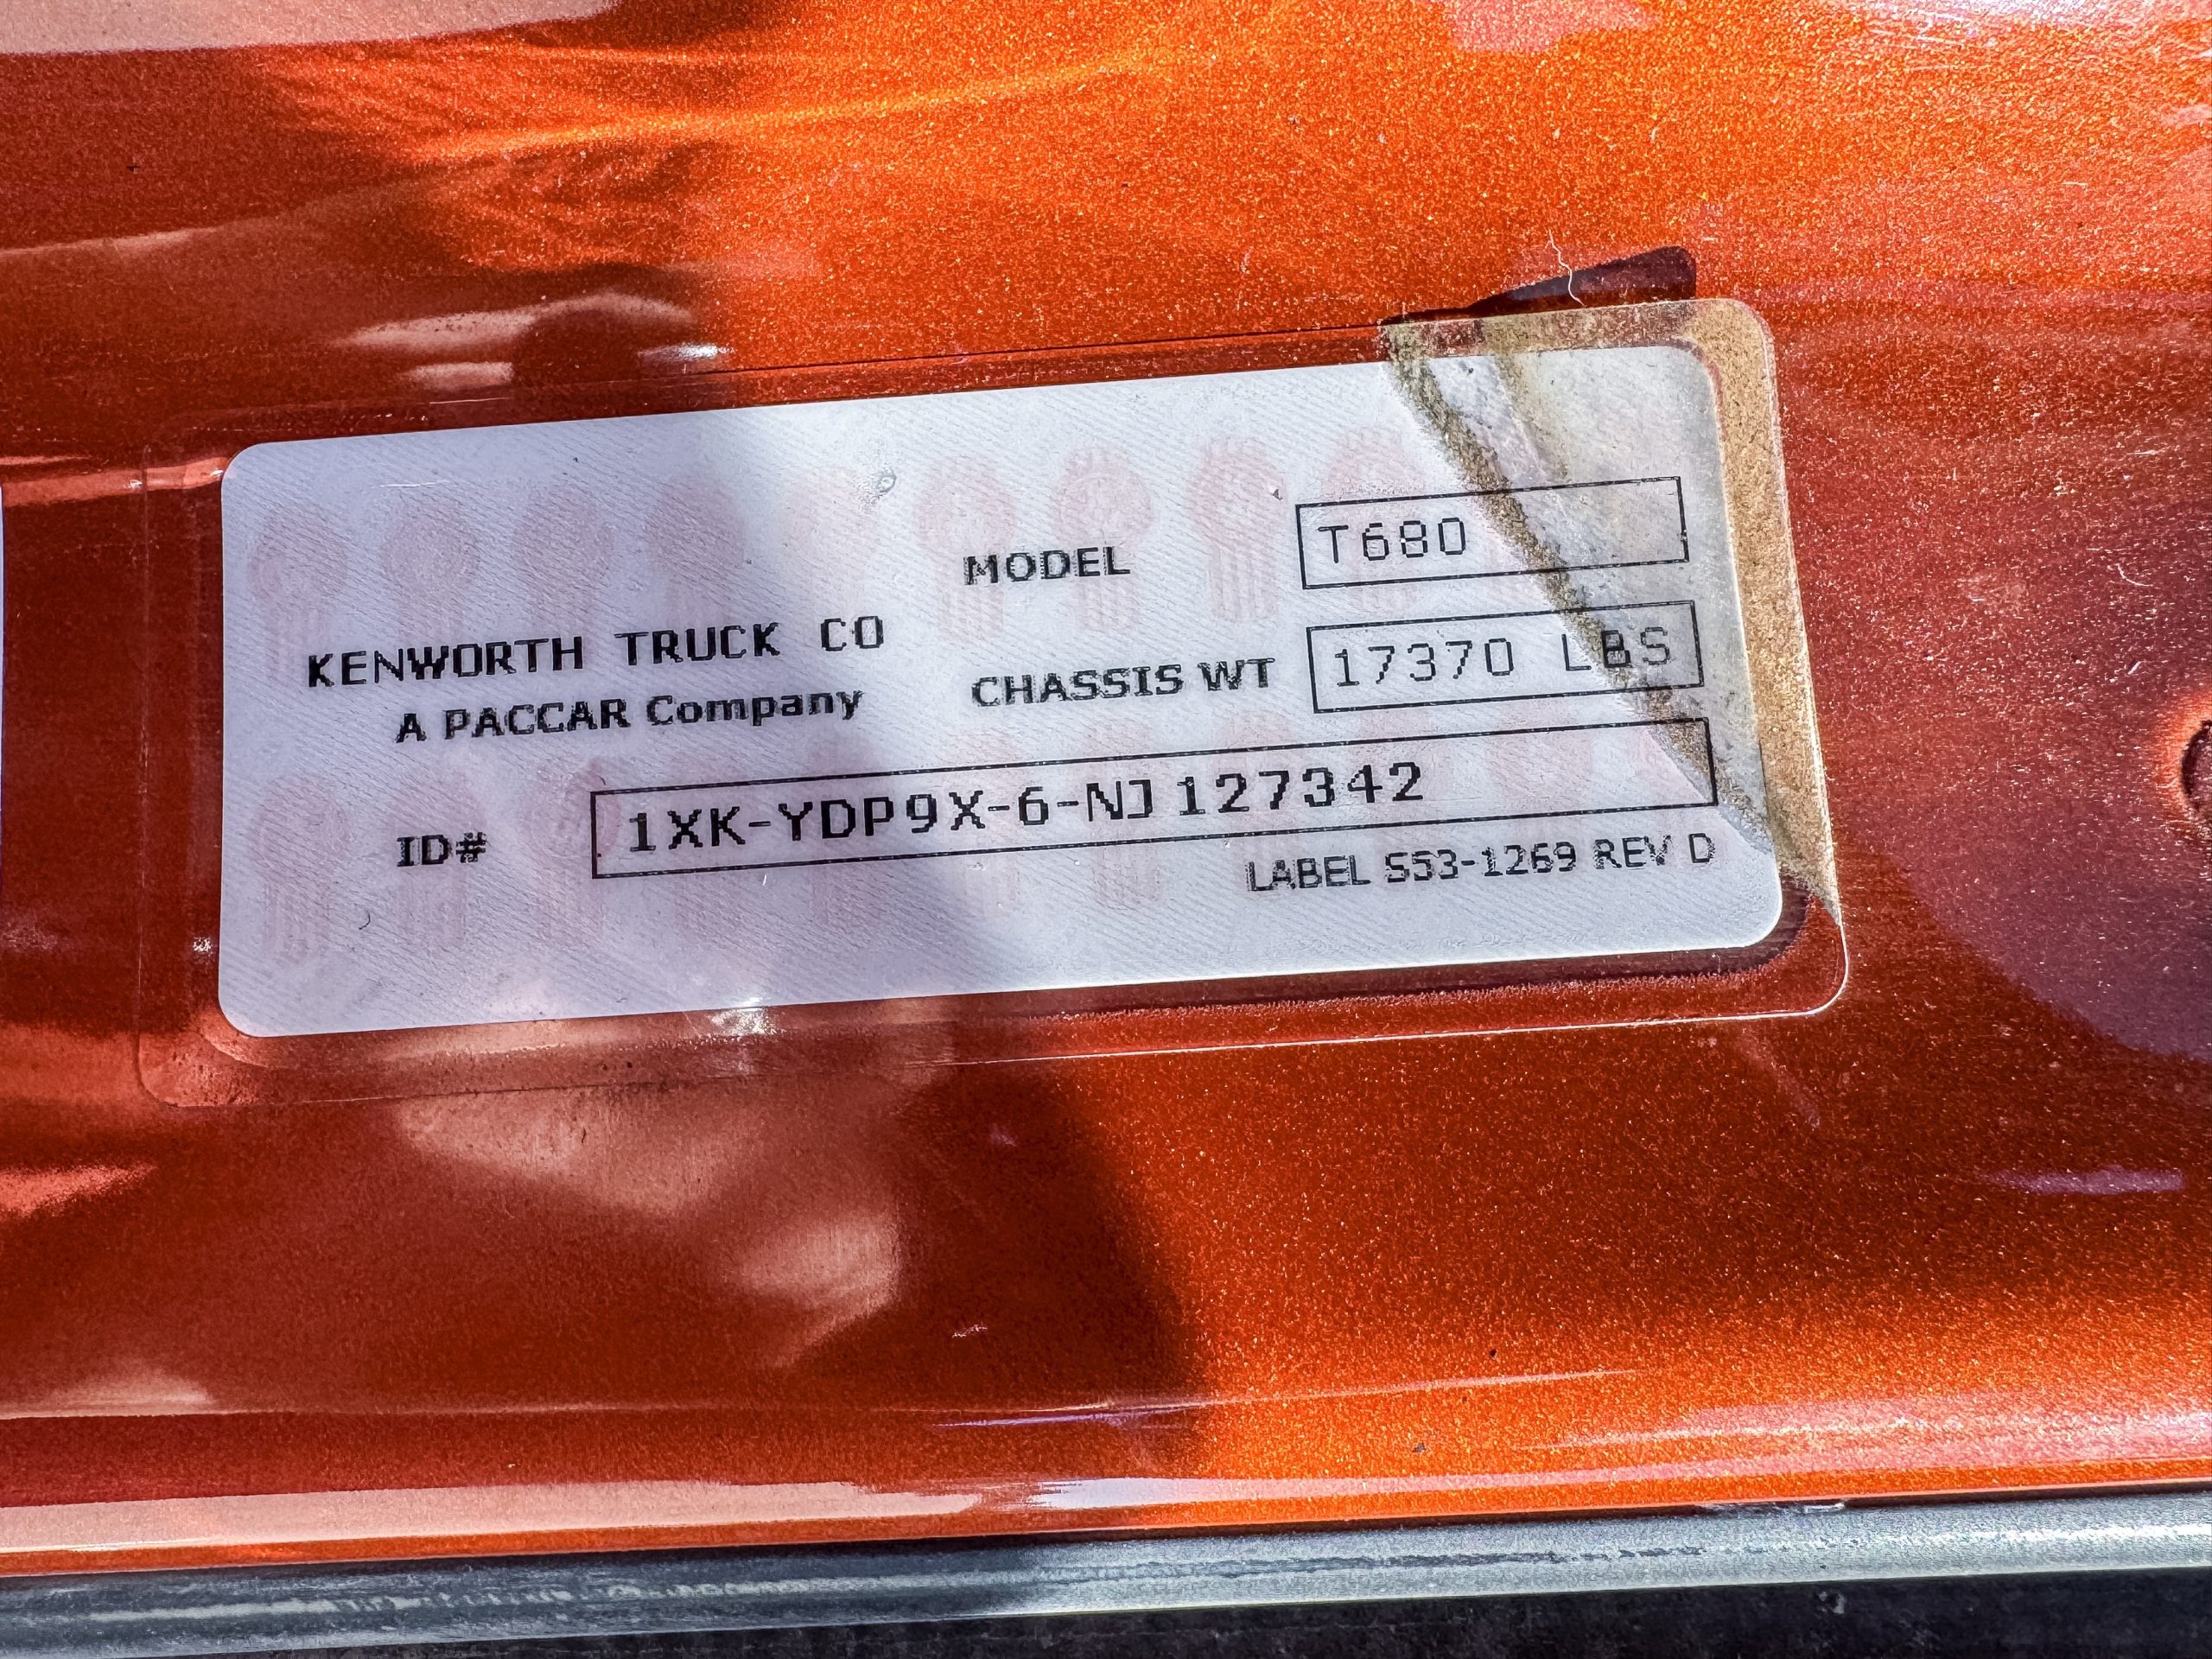 MODEL T680
KENWORTH TRUCK CO
A PACCAR Company
CHASSIS WT 17370 LBS
ID# 1XK-YDP9X-6-NJ127342
LABEL S53-1269 REV D